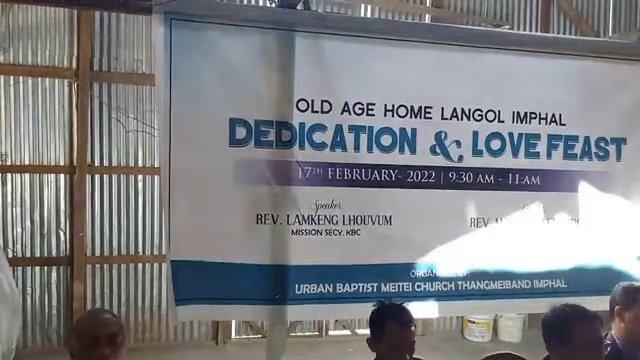 OLD AGE HOME LANGOL IMPHAL
DEDICATION & LOVE FEAST
17TH FEBRUARY- 2022 | 9:30 AM - 11:AM
Speaker:
REV. LAMKENG LHOUVUM
MISSION SECY. KBC
REV.
URBAN BAPTIST MEITEI CHURCH THANGMEIBAND IMPHAL